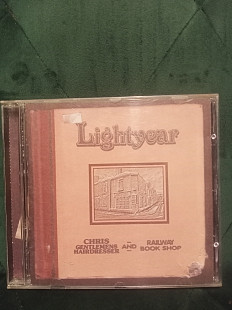 Lightyear
CHRIS
GENTLEMENS
HAIRDRESSER
AND
RAILWAY
BOOK SHOP